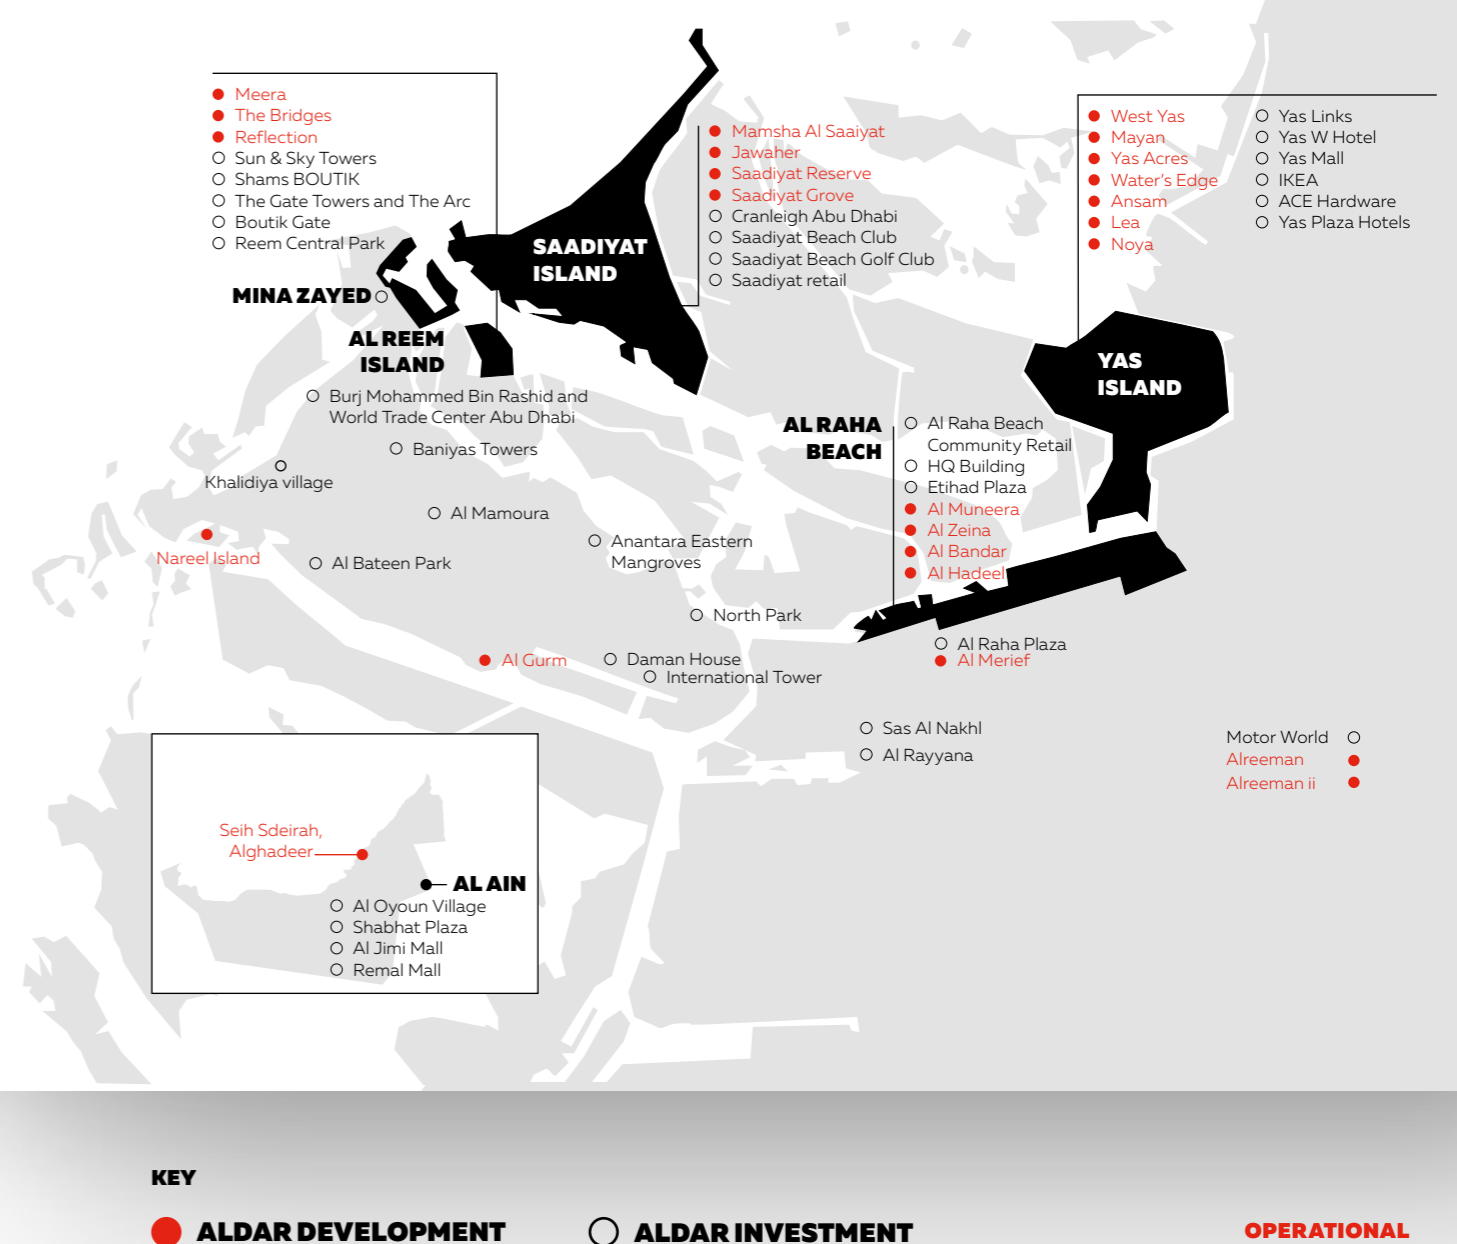 Meera
The Bridges
Reflection
Sun & Sky Towers
Shams BOUTIK
The Gate Towers and The Arc
Boutik Gate
Reem Central Park
MINA ZAYED
AL REEM
ISLAND
SAADIYAT
ISLAND
Mamsha Al Saaiyat
Jawaher
Saadiyat Reserve
Saadiyat Grove
Cranleigh Abu Dhabi
Saadiyat Beach Club
Saadiyat Beach Golf Club
Saadiyat retail
West Yas
Mayan
Yas Acres
Water's Edge
Ansam
Lea
Noya
Yas Links
Yas W Hotel
Yas Mall
IKEA
ACE Hardware
Yas Plaza Hotels
YAS
ISLAND
Burj Mohammed Bin Rashid and
World Trade Center Abu Dhabi
Baniyas Towers
Khalidiya village
Al Mamoura
Nareel Island
Al Bateen Park
Anantara Eastern
Mangroves
North Park
Al Gurm
Daman House
International Tower
AL RAHA
BEACH
Al Raha Beach
Community Retail
HQ Building
Etihad Plaza
Al Muneera
Al Zeina
Al Bandar
Al Hadeel
Al Raha Plaza
Al Merief
Sas Al Nakhl
Al Rayyana
Motor World
Alreeman
Alreeman ii
Seih Sdeirah,
Alghadeer
AL AIN
Al Oyoun Village
Shabhat Plaza
Al Jimi Mall
Remal Mall
KEY
ALDAR DEVELOPMENT
ALDAR INVESTMENT
OPERATIONAL